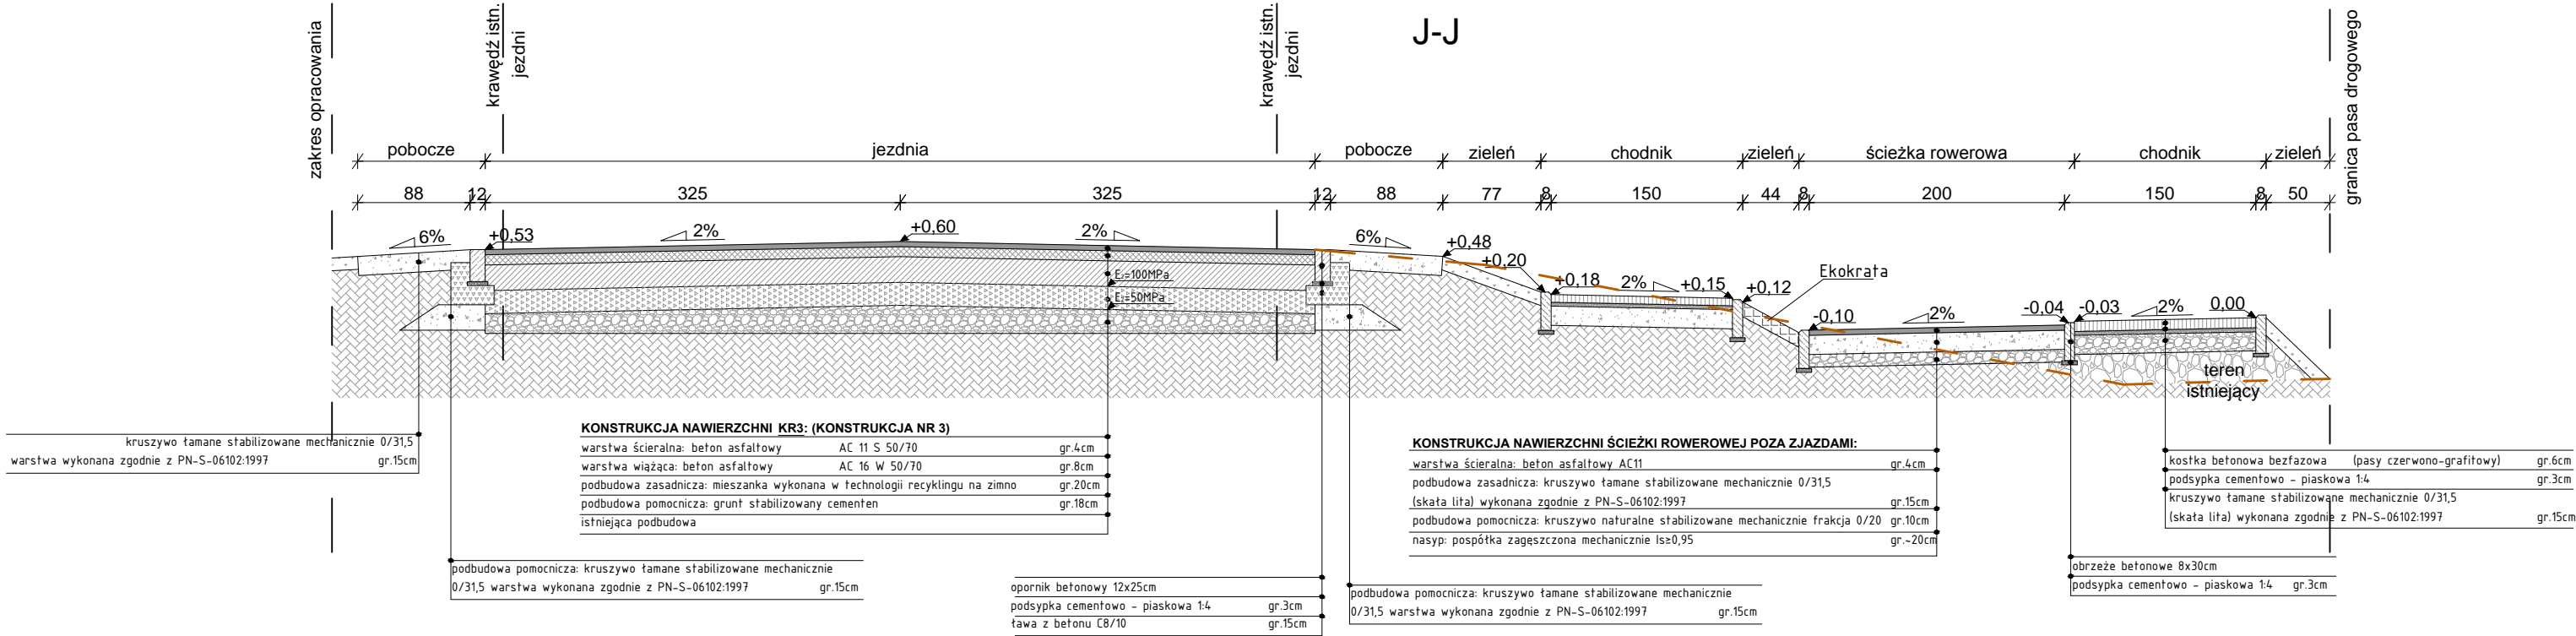 J-J
zakres opracowania
krawędź istn.
jezdni
krawędź istn.
jezdni
granica pasa drogowego
pobocze
jezdnia
pobocze
zieleń
chodnik
zieleń
ścieżka rowerowa
chodnik
zieleń
88
12
325
325
12
88
77
8
150
44
8
200
150
8
50
6%
+0,53
2%
+0,60
2%
6%
+0,48
+0,20
+0,18
2%
+0,15
+0,12
Ekokrata
-0,10
2%
-0,04
-0,03
2%
0,00
E₂=100MPa
E₂=50MPa
teren
istniejący
kruszywo łamane stabilizowane mechanicznie 0/31,5
warstwa wykonana zgodnie z PN-S-06102:1997 gr.15cm
KONSTRUKCJA NAWIERZCHNI KR3: (KONSTRUKCJA NR 3)
warstwa ścieralna: beton asfaltowy AC 11 S 50/70 gr.4cm
warstwa wiążąca: beton asfaltowy AC 16 W 50/70 gr.8cm
podbudowa zasadnicza: mieszanka wykonana w technologii recyklingu na zimno gr.20cm
podbudowa pomocnicza: grunt stabilizowany cementen gr.18cm
istniejąca podbudowa
podbudowa pomocnicza: kruszywo łamane stabilizowane mechanicznie
0/31,5 warstwa wykonana zgodnie z PN-S-06102:1997 gr.15cm
opornik betonowy 12x25cm
podsypka cementowo - piaskowa 1:4 gr.3cm
ława z betonu C8/10 gr.15cm
podbudowa pomocnicza: kruszywo łamane stabilizowane mechanicznie
0/31,5 warstwa wykonana zgodnie z PN-S-06102:1997 gr.15cm
KONSTRUKCJA NAWIERZCHNI ŚCIEŻKI ROWEROWEJ POZA ZJAZDAMI:
warstwa ścieralna: beton asfaltowy AC11 gr.4cm
podbudowa zasadnicza: kruszywo łamane stabilizowane mechanicznie 0/31,5
(skała lita) wykonana zgodnie z PN-S-06102:1997 gr.15cm
podbudowa pomocnicza: kruszywo naturalne stabilizowane mechanicznie frakcja 0/20 gr.10cm
nasyp: pospółka zagęszczona mechanicznie Is≥0,95 gr.~20cm
kostka betonowa bezfazowa (pasy czerwono-grafitowy) gr.6cm
podsypka cementowo - piaskowa 1:4 gr.3cm
kruszywo łamane stabilizowane mechanicznie 0/31,5
(skała lita) wykonana zgodnie z PN-S-06102:1997 gr.15cm
obrzeże betonowe 8x30cm
podsypka cementowo - piaskowa 1:4 gr.3cm